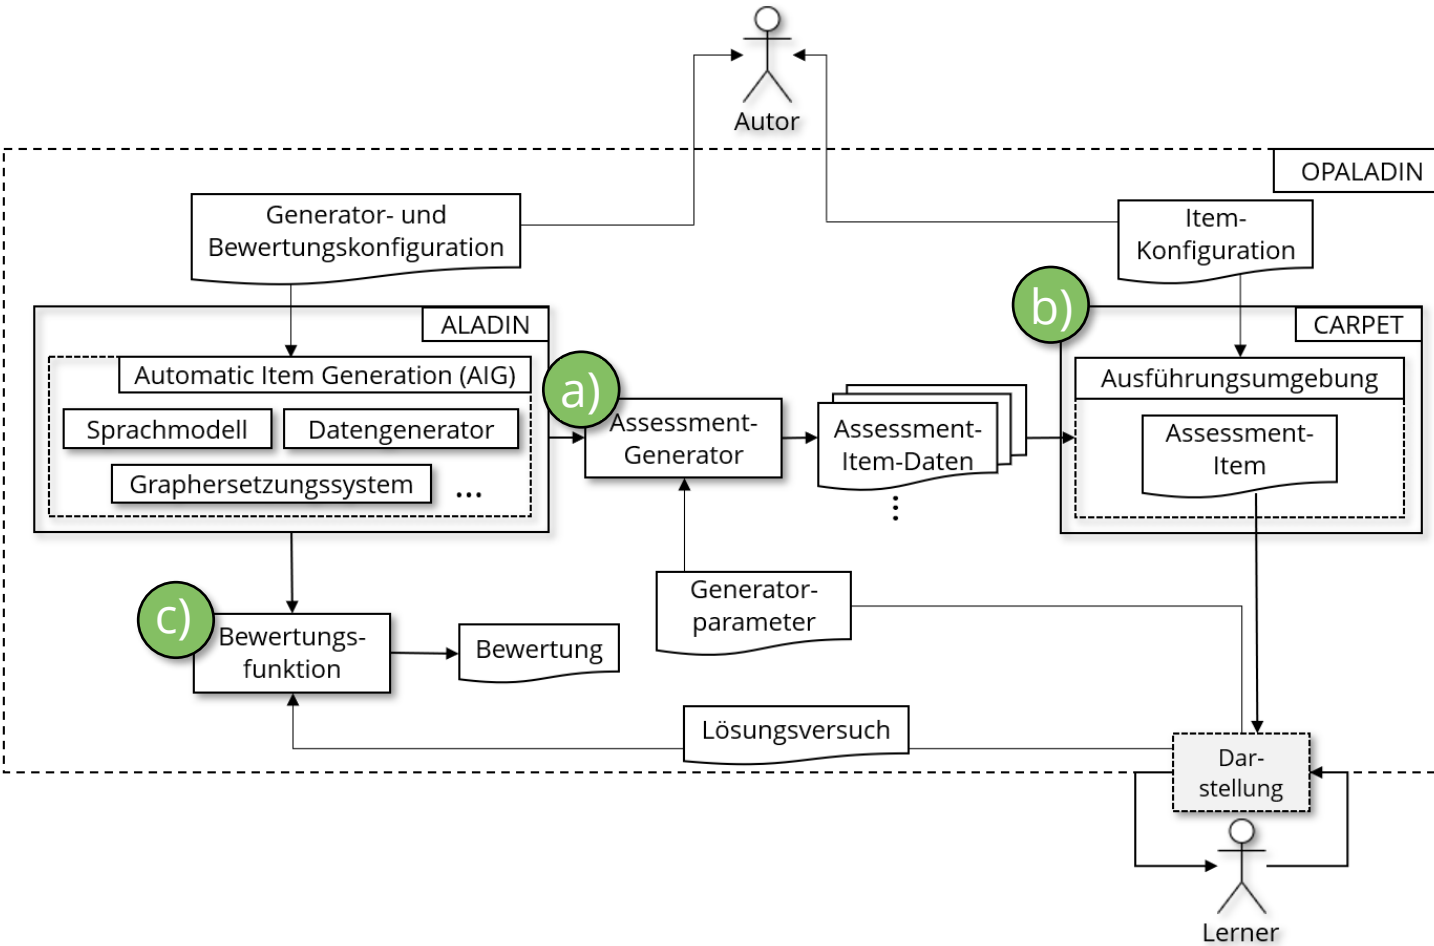 Autor
OPALADIN
Generator- und
Bewertungskonfiguration
Item-
Konfiguration
b)
ALADIN
CARPET
Automatic Item Generation (AIG)
a)
Ausführungsumgebung
Sprachmodell
Datengenerator
Assessment-
Generator
Assessment-
Item-Daten
Assessment-
Item
Graphersetzungssystem
...
c)
Generator-
parameter
Bewertungs-
funktion
Bewertung
Lösungsversuch
Dar-
stellung
Lerner